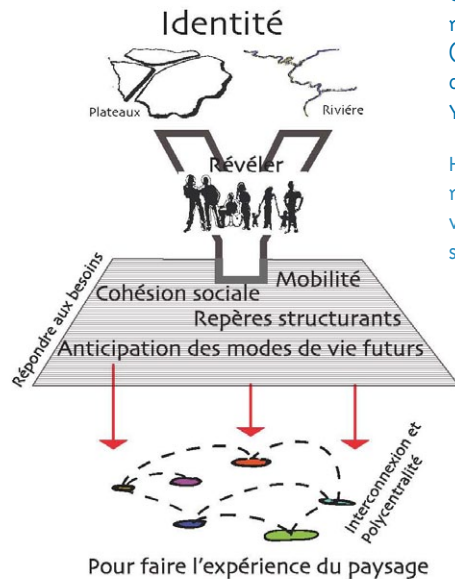 Identité
Plateaux
Riviére
Révéler
Répondre aux besoins
Mobilité
Cohésion sociale
Repères structurants
Anticipation des modes de vie futurs
Interconnexion et
Polycentralité
Pour faire l'expérience du paysage